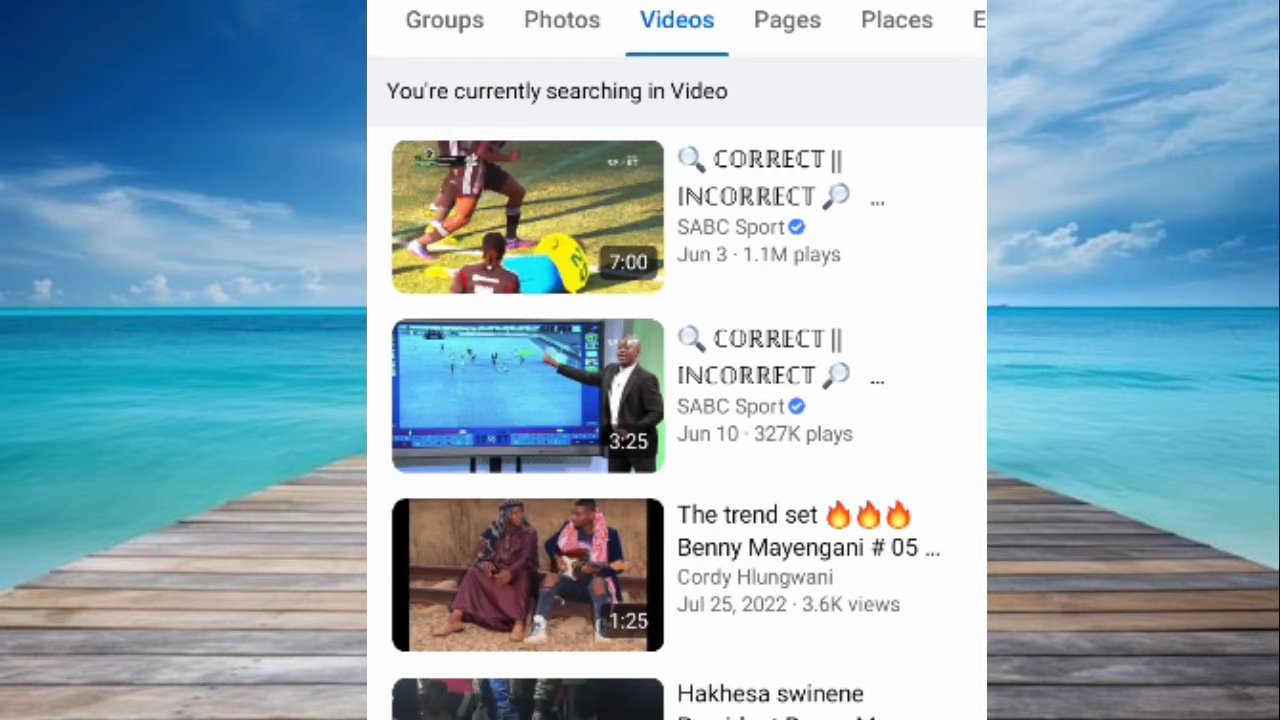 Groups Photos Videos Pages Places E
You're currently searching in Video
🔍 ℂ𝕆ℝℝ𝔼ℂ𝕋 ||
𝕀ℕℂ𝕆ℝℝ𝔼ℂ𝕋 🔎 ...
SABC Sport
Jun 3 · 1.1M plays
7:00
🔍 ℂ𝕆ℝℝ𝔼ℂ𝕋 ||
𝕀ℕℂ𝕆ℝℝ𝔼ℂ𝕋 🔎 ...
SABC Sport
Jun 10 · 327K plays
3:25
The trend set 🔥🔥🔥
Benny Mayengani # 05 ...
Cordy Hlungwani
Jul 25, 2022 · 3.6K views
1:25
Hakhesa swinene